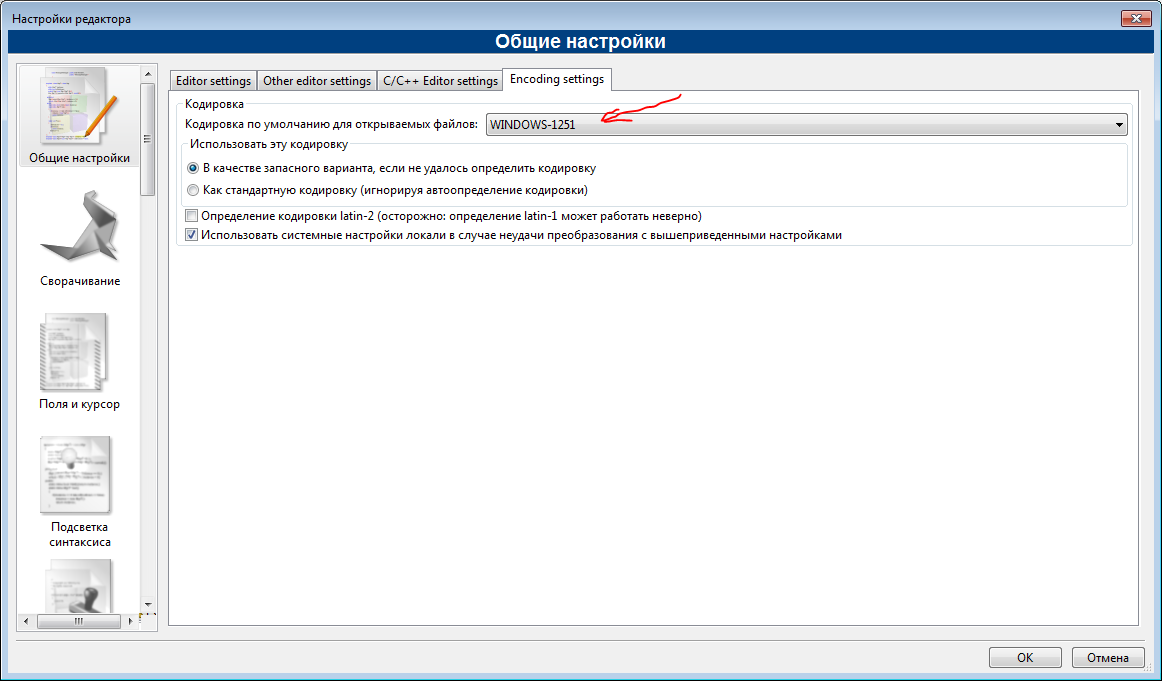 Настройки редактора
Общие настройки
Общие настройки
Сворачивание
Поля и курсор
Подсветка
синтаксиса
Editor settings
Other editor settings
C/C++ Editor settings
Encoding settings
Кодировка
Кодировка по умолчанию для открываемых файлов:
WINDOWS-1251
Использовать эту кодировку
В качестве запасного варианта, если не удалось определить кодировку
Как стандартную кодировку (игнорируя автоопределение кодировки)
Определение кодировки latin-2 (осторожно: определение latin-1 может работать неверно)
Использовать системные настройки локали в случае неудачи преобразования с вышеприведенными настройками
OK
Отмена